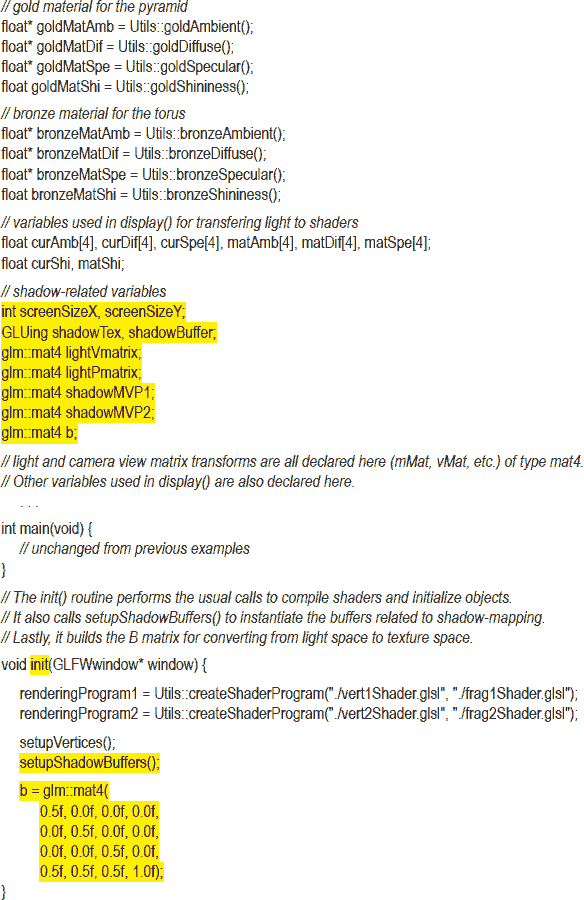 // gold material for the pyramid
float* goldMatAmb = Utils::goldAmbient();
float* goldMatDif = Utils::goldDiffuse();
float* goldMatSpe = Utils::goldSpecular();
float goldMatShi = Utils::goldShininess();
// bronze material for the torus
float* bronzeMatAmb = Utils::bronzeAmbient();
float* bronzeMatDif = Utils::bronzeDiffuse();
float* bronzeMatSpe = Utils::bronzeSpecular();
float bronzeMatShi = Utils::bronzeShininess();
// variables used in display() for transfering light to shaders
float curAmb[4], curDif[4], curSpe[4], matAmb[4], matDif[4], matSpe[4];
float curShi, matShi;
// shadow-related variables
int screenSizeX, screenSizeY;
GLUing shadowTex, shadowBuffer;
glm::mat4 lightVmatrix;
glm::mat4 lightPmatrix;
glm::mat4 shadowMVP1;
glm::mat4 shadowMVP2;
glm::mat4 b;
// light and camera view matrix transforms are all declared here (mMat, vMat, etc.) of type mat4.
// Other variables used in display() are also declared here.
. . .
int main(void) {
// unchanged from previous examples
}
// The init() routine performs the usual calls to compile shaders and initialize objects.
// It also calls setupShadowBuffers() to instantiate the buffers related to shadow-mapping.
// Lastly, it builds the B matrix for converting from light space to texture space.
void init(GLFWwindow* window) {
renderingProgram1 = Utils::createShaderProgram("./vert1Shader.glsl", "./frag1Shader.glsl");
renderingProgram2 = Utils::createShaderProgram("./vert2Shader.glsl", "./frag2Shader.glsl");
setupVertices();
setupShadowBuffers();
b = glm::mat4(
0.5f, 0.0f, 0.0f, 0.0f,
0.0f, 0.5f, 0.0f, 0.0f,
0.0f, 0.0f, 0.5f, 0.0f,
0.5f, 0.5f, 0.5f, 1.0f);
}